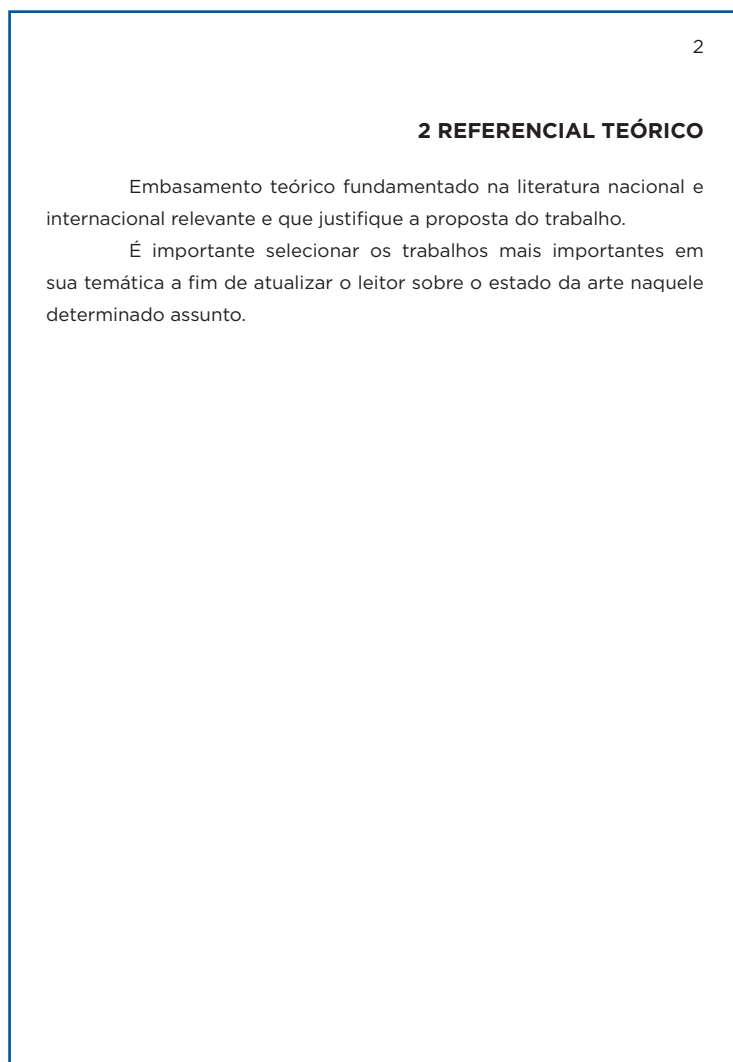 2
2 REFERENCIAL TEÓRICO
Embasamento teórico fundamentado na literatura nacional e
internacional relevante e que justifique a proposta do trabalho.
É importante selecionar os trabalhos mais importantes em
sua temática a fim de atualizar o leitor sobre o estado da arte naquele
determinado assunto.